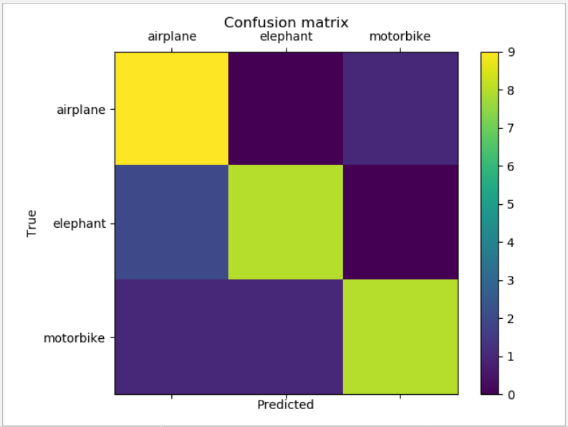 Confusion matrix
airplane elephant motorbike
airplane
elephant
motorbike
True
Predicted
9
8
7
6
5
4
3
2
1
0